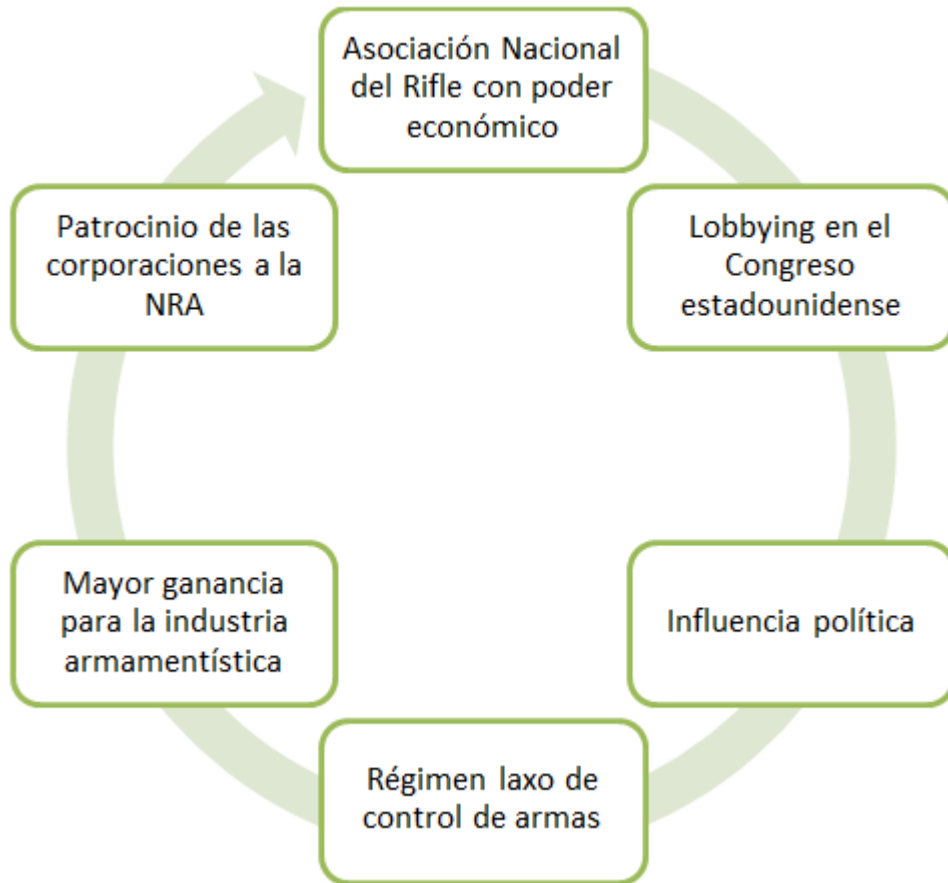 Asociación Nacional
del Rifle con poder
económico
Lobbying en el
Congreso
estadounidense
Influencia política
Régimen laxo de
control de armas
Mayor ganancia
para la industria
armamentística
Patrocinio de las
corporaciones a la
NRA